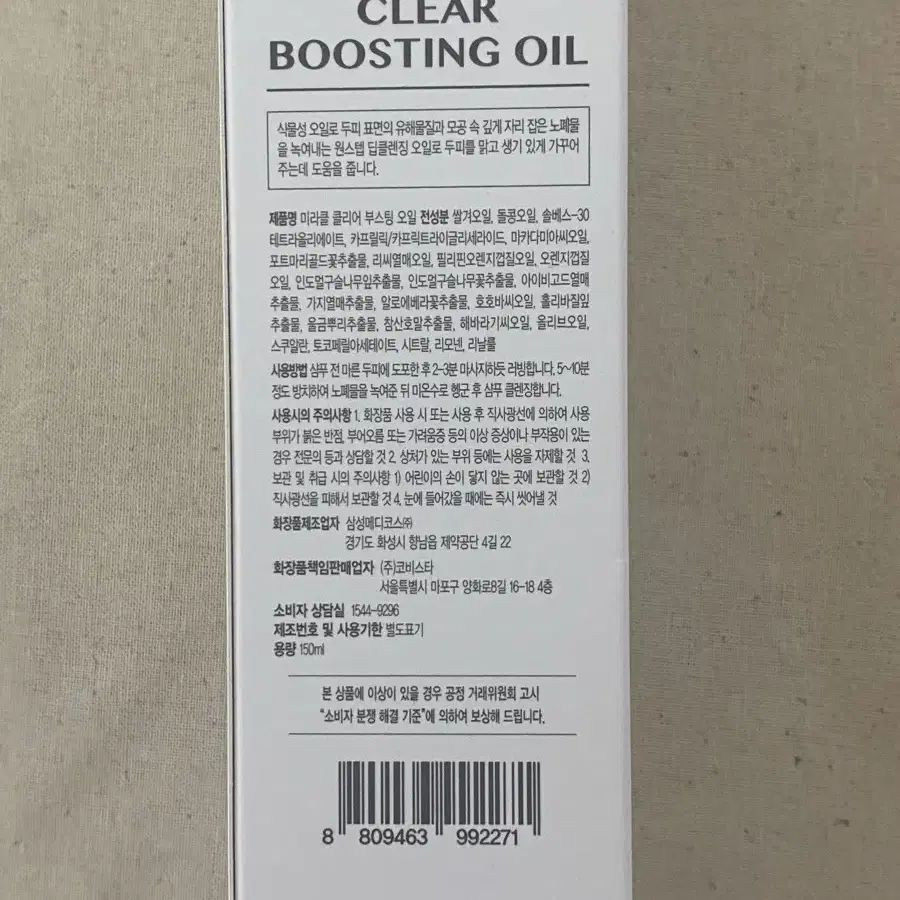 CLEAR
BOOSTING OIL
식물성 오일로 두피 표면의 유해물질과 모공 속 깊게 자리 잡은 노폐물
을 녹여내는 원스텝 딥클렌징 오일로 두피를 맑고 생기 있게 가꾸어
주는데 도움을 줍니다.
제품명 미라클 클리어 부스팅 오일 전성분 쌀겨오일, 돌콩오일, 솔베스-30
테트라올리에이트, 카프릴릭/카프릭트라이글리세라이드, 마카다미아씨오일,
포트마리골드꽃추출물, 리씨열매오일, 필리핀오렌지껍질오일, 오렌지껍질
오일, 인도멀구슬나무잎추출물, 인도멀구슬나무꽃추출물, 아이비고드열매
추출물, 가지열매추출물, 알로에베라꽃추출물, 호호바씨오일, 홀리바질잎
추출물, 울금뿌리추출물, 참산호말추출물, 해바라기씨오일, 올리브오일,
스쿠알란, 토코페릴아세테이트, 시트랄, 리모넨, 리날룰
사용방법 샴푸 전 마른 두피에 도포한 후 2~3분 마사지하듯 러빙합니다. 5~10분
정도 방치하여 노폐물을 녹여준 뒤 미온수로 헹군 후 샴푸 클렌징합니다.
사용시의 주의사항 1. 화장품 사용 시 또는 사용 후 직사광선에 의하여 사용
부위가 붉은 반점, 부어오름 또는 가려움증 등의 이상 증상이나 부작용이 있는
경우 전문의 등과 상담할 것 2. 상처가 있는 부위 등에는 사용을 자제할 것 3.
보관 및 취급 시의 주의사항 1) 어린이의 손이 닿지 않는 곳에 보관할 것 2)
직사광선을 피해서 보관할 것 4. 눈에 들어갔을 때에는 즉시 씻어낼 것
화장품제조업자 삼성메디코스㈜
경기도 화성시 향남읍 제약공단 4길 22
화장품책임판매업자 (주)코비스타
서울특별시 마포구 양화로8길 16-18 4층
소비자 상담실 1544-9296
제조번호 및 사용기한 별도표기
용량 150ml
본 상품에 이상이 있을 경우 공정 거래위원회 고시
"소비자 분쟁 해결 기준"에 의하여 보상해 드립니다.
8 809463 992271